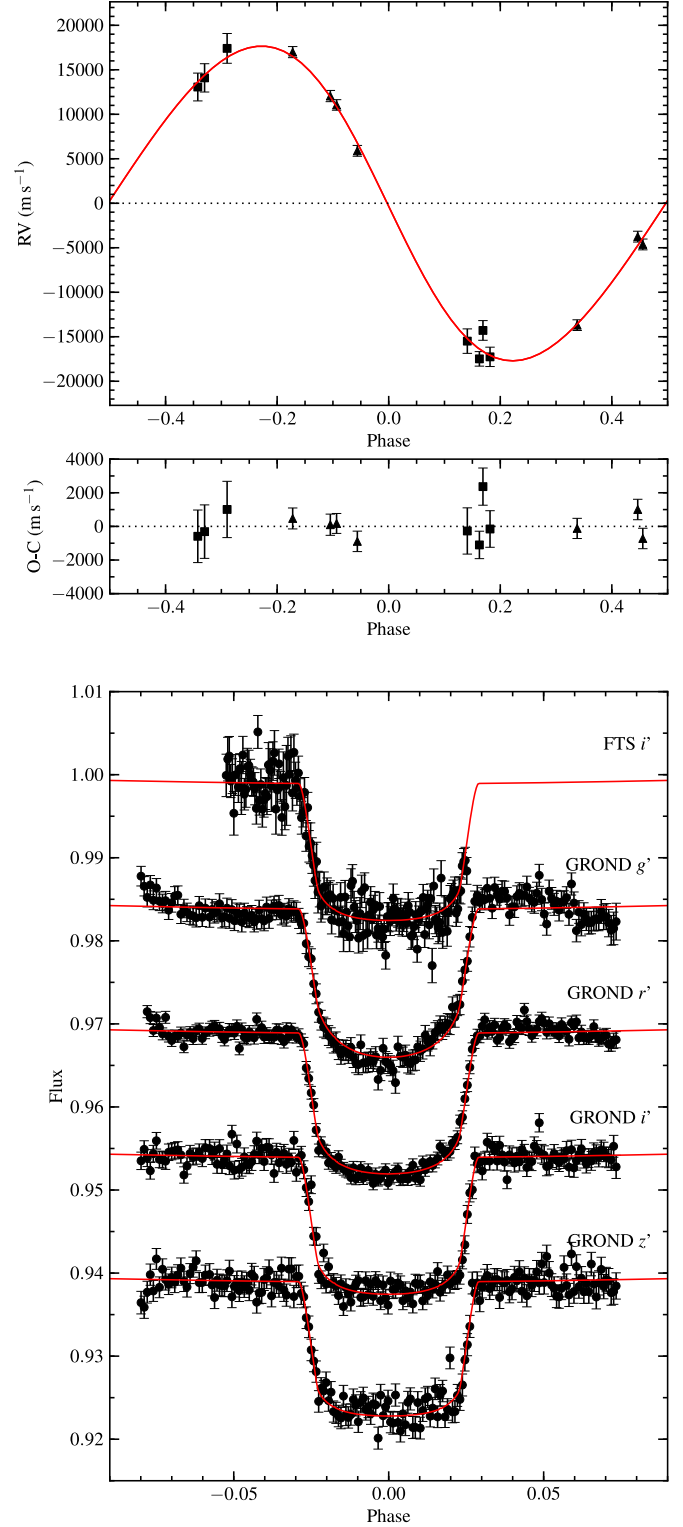 20000
15000
10000
5000
0
−5000
−10000
−15000
−20000
RV (m s⁻¹)
−0.4 −0.2 0.0 0.2 0.4
Phase
4000
2000
0
−2000
−4000
O-C (m s⁻¹)
−0.4 −0.2 0.0 0.2 0.4
Phase
1.01
1.00
0.99
0.98
0.97
0.96
0.95
0.94
0.93
0.92
Flux
FTS i’
GROND g’
GROND r’
GROND i’
GROND z’
−0.05 0.00 0.05
Phase